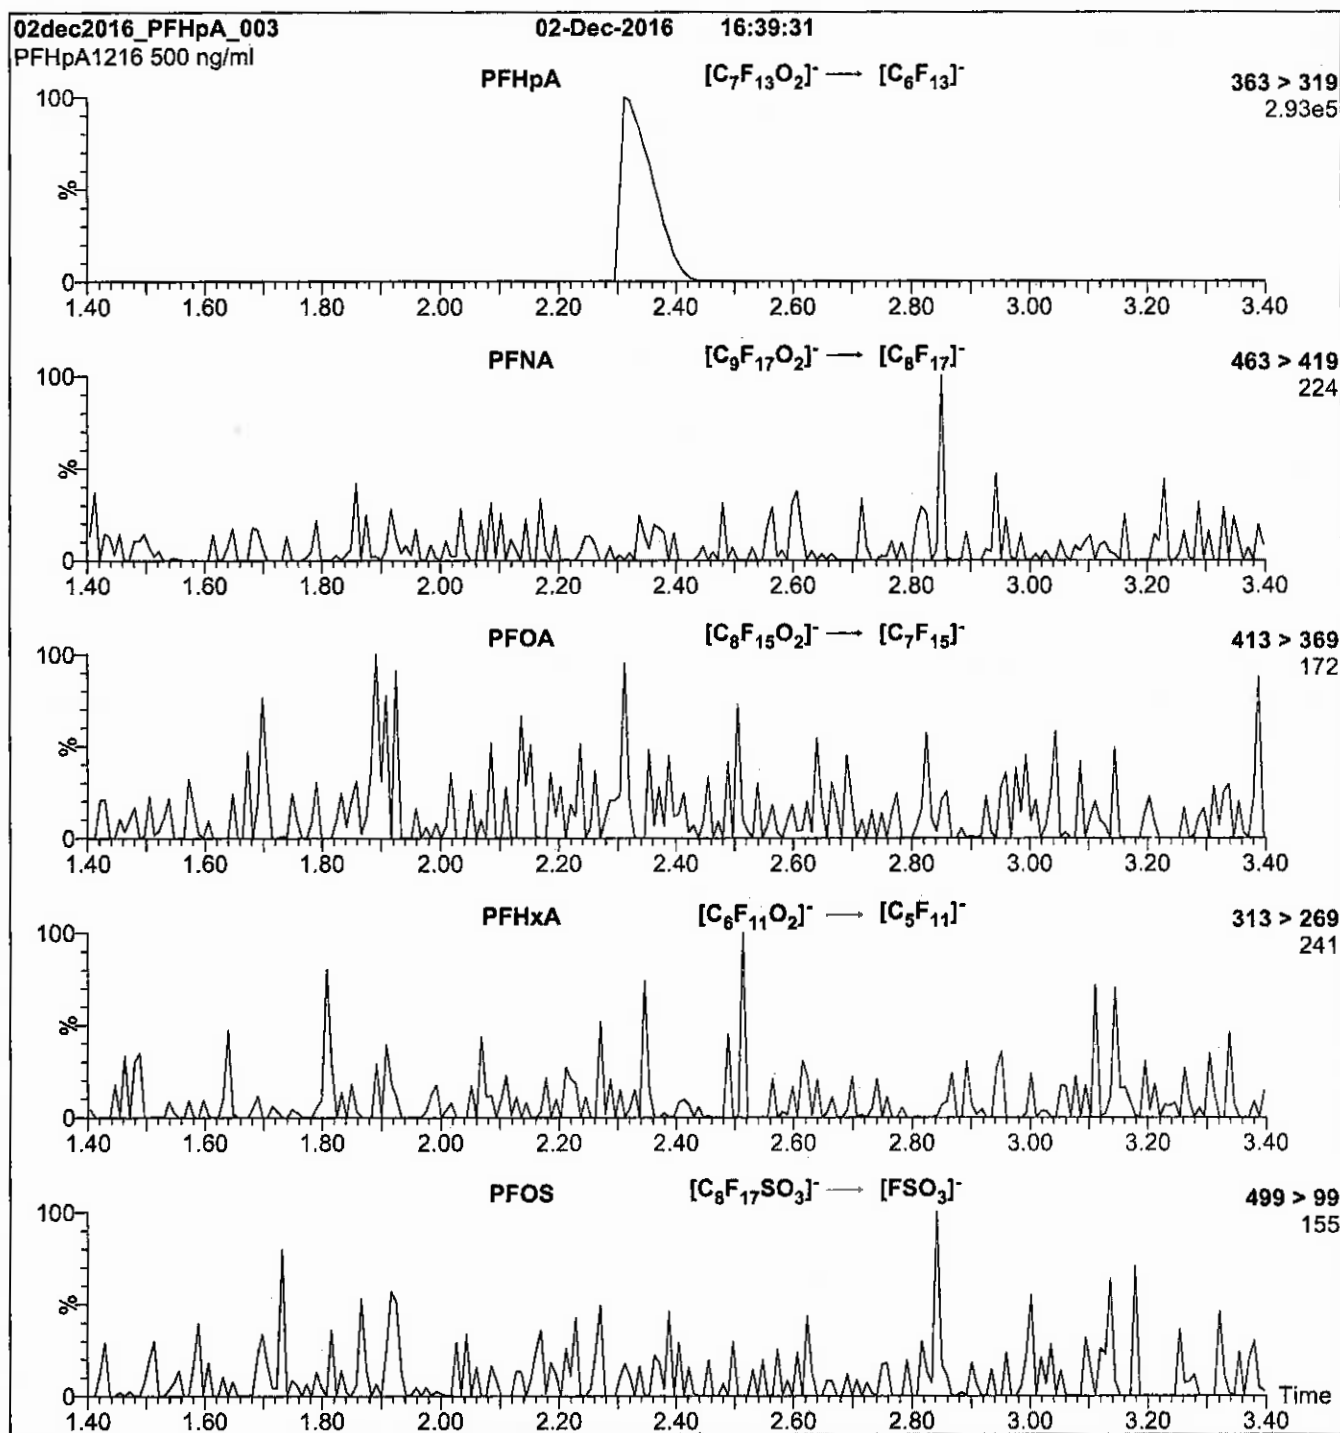 02dec2016_PFHpA_003 02-Dec-2016 16:39:31
PFHpA1216 500 ng/ml
PFHpA [C₇F₁₃O₂]⁻ → [C₆F₁₃]⁻ 363 > 319
2.93e5
100
%
0
1.40 1.60 1.80 2.00 2.20 2.40 2.60 2.80 3.00 3.20 3.40
PFNA [C₉F₁₇O₂]⁻ → [C₈F₁₇]⁻ 463 > 419
224
100
%
0
1.40 1.60 1.80 2.00 2.20 2.40 2.60 2.80 3.00 3.20 3.40
PFOA [C₈F₁₅O₂]⁻ → [C₇F₁₅]⁻ 413 > 369
172
100
%
0
1.40 1.60 1.80 2.00 2.20 2.40 2.60 2.80 3.00 3.20 3.40
PFHxA [C₆F₁₁O₂]⁻ → [C₅F₁₁]⁻ 313 > 269
241
100
%
0
1.40 1.60 1.80 2.00 2.20 2.40 2.60 2.80 3.00 3.20 3.40
PFOS [C₈F₁₇SO₃]⁻ → [FSO₃]⁻ 499 > 99
155
100
%
0 Time
1.40 1.60 1.80 2.00 2.20 2.40 2.60 2.80 3.00 3.20 3.40